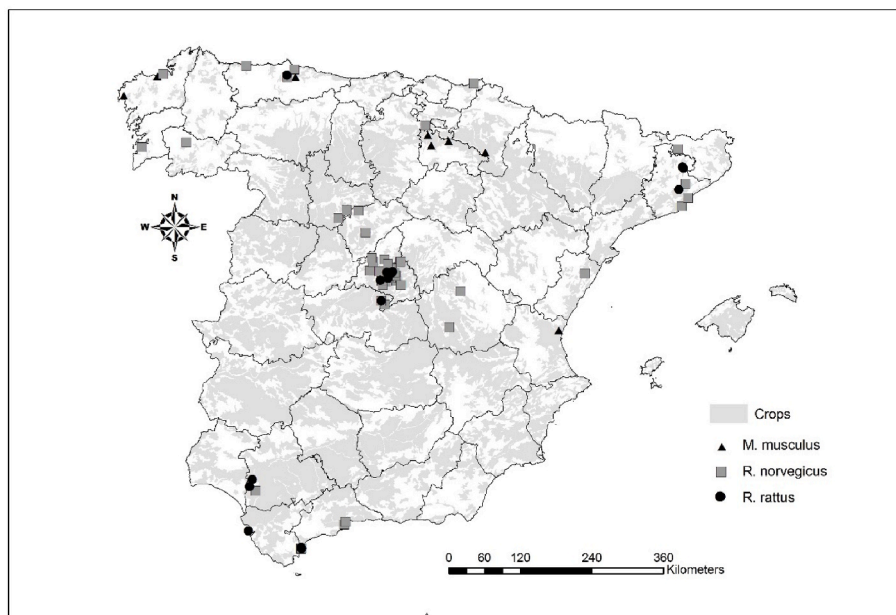 N
W E
S
Crops
M. musculus
R. norvegicus
R. rattus
0 60 120 240 360
Kilometers